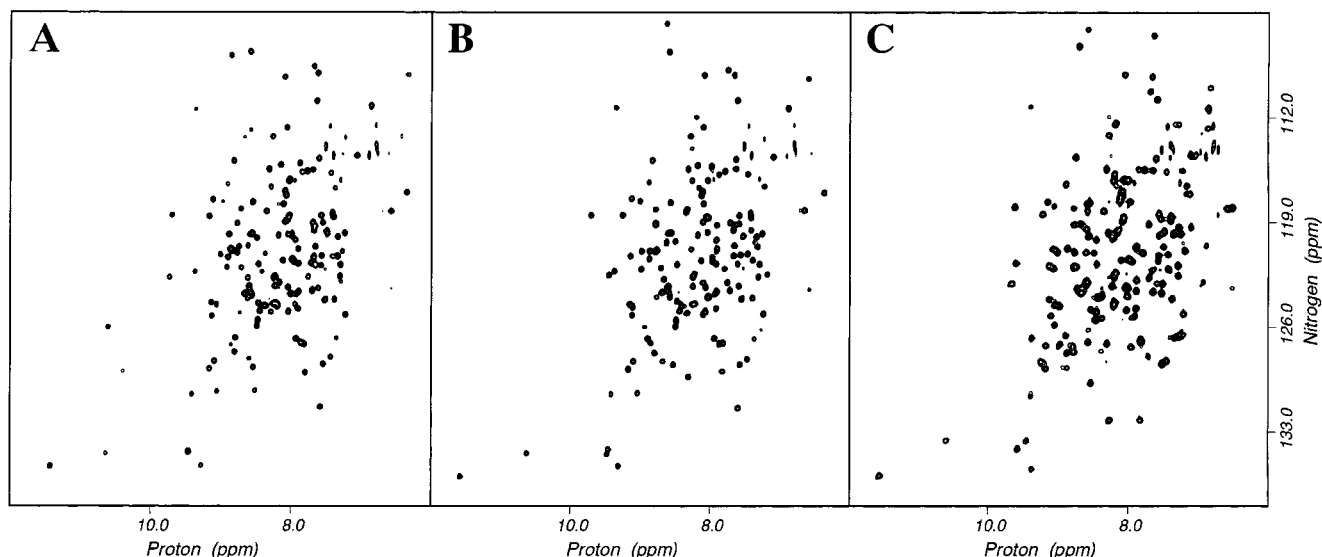 A
B
C
112.0
119.0
126.0
133.0
Nitrogen (ppm)
10.0 8.0
10.0 8.0
10.0 8.0
Proton (ppm)
Proton (ppm)
Proton (ppm)